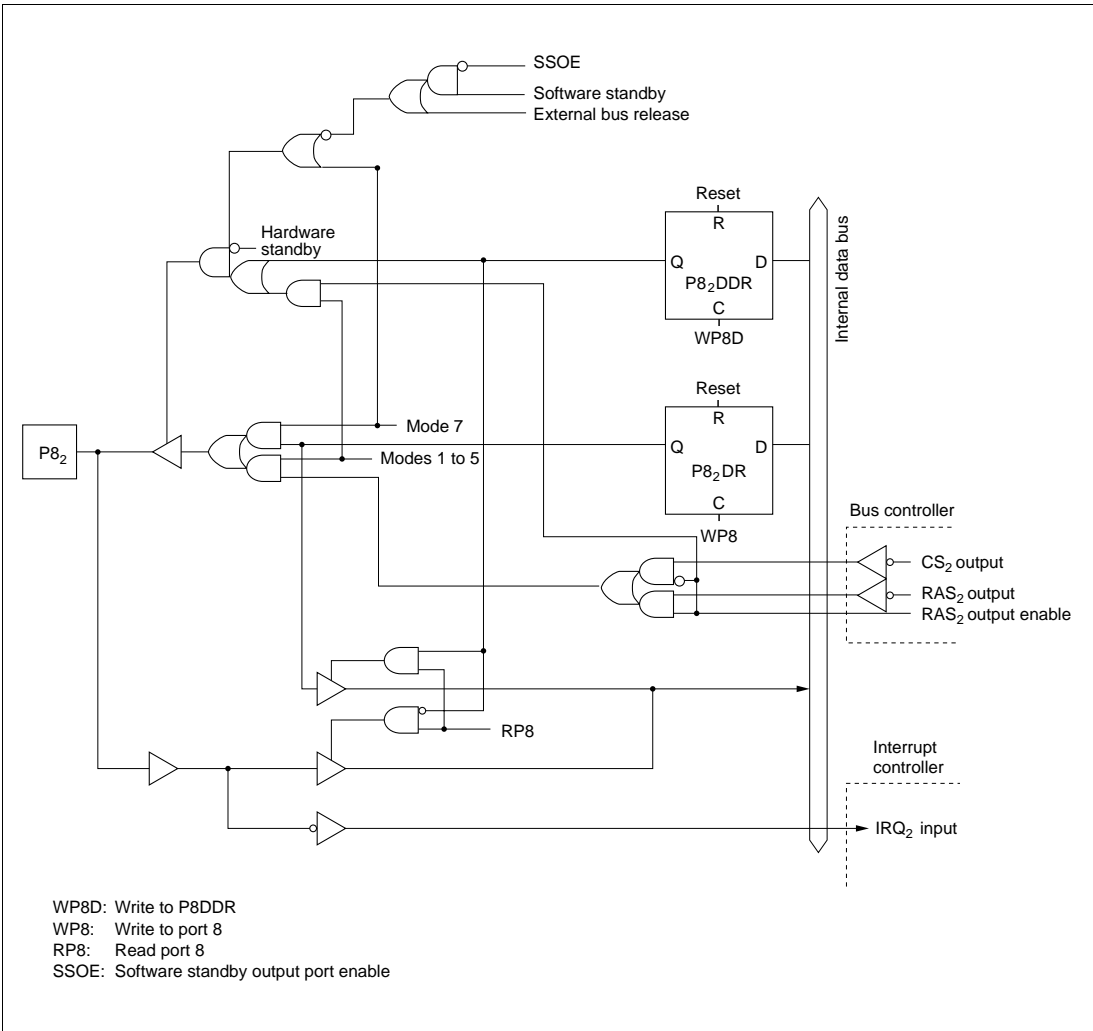 SSOE
Software standby
External bus release
Reset
R
Hardware
standby
Q
D
P8₂DDR
C
WP8D
Internal data bus
Reset
R
Mode 7
P8₂
Q
D
Modes 1 to 5
P8₂DR
C
WP8
Bus controller
CS₂ output
RAS₂ output
RAS₂ output enable
RP8
Interrupt
controller
IRQ₂ input
WP8D: Write to P8DDR
WP8: Write to port 8
RP8: Read port 8
SSOE: Software standby output port enable